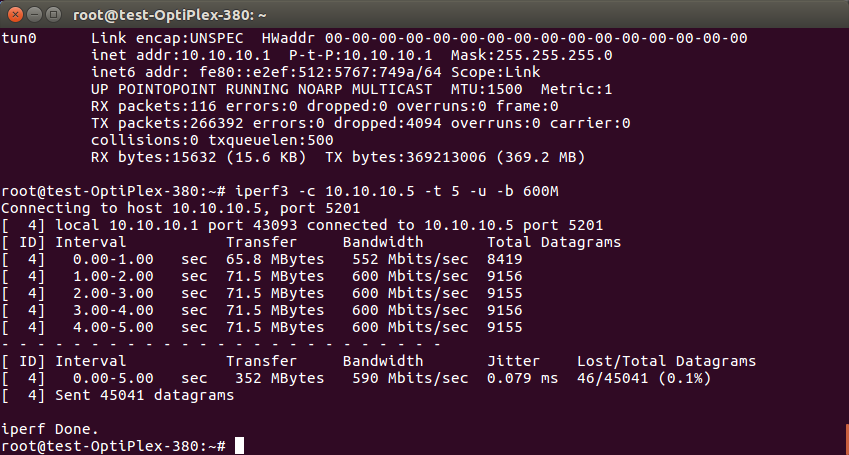 root@test-OptiPlex-380: ~
tun0      Link encap:UNSPEC  HWaddr 00-00-00-00-00-00-00-00-00-00-00-00-00-00-00-00
          inet addr:10.10.10.1  P-t-P:10.10.10.1  Mask:255.255.255.0
          inet6 addr: fe80::e2ef:512:5767:749a/64 Scope:Link
          UP POINTOPOINT RUNNING NOARP MULTICAST  MTU:1500  Metric:1
          RX packets:116 errors:0 dropped:0 overruns:0 frame:0
          TX packets:266392 errors:0 dropped:4094 overruns:0 carrier:0
          collisions:0 txqueuelen:500
          RX bytes:15632 (15.6 KB)  TX bytes:369213006 (369.2 MB)
root@test-OptiPlex-380:~# iperf3 -c 10.10.10.5 -t 5 -u -b 600M
Connecting to host 10.10.10.5, port 5201
[  4] local 10.10.10.1 port 43093 connected to 10.10.10.5 port 5201
[ ID] Interval           Transfer     Bandwidth       Total Datagrams
[  4]   0.00-1.00   sec  65.8 MBytes   552 Mbits/sec  8419
[  4]   1.00-2.00   sec  71.5 MBytes   600 Mbits/sec  9156
[  4]   2.00-3.00   sec  71.5 MBytes   600 Mbits/sec  9155
[  4]   3.00-4.00   sec  71.5 MBytes   600 Mbits/sec  9156
[  4]   4.00-5.00   sec  71.5 MBytes   600 Mbits/sec  9155
- - - - - - - - - - - - - - - - - - - - - - - - -
[ ID] Interval           Transfer     Bandwidth       Jitter    Lost/Total Datagrams
[  4]   0.00-5.00   sec   352 MBytes   590 Mbits/sec  0.079 ms  46/45041 (0.1%)
[  4] Sent 45041 datagrams
iperf Done.
root@test-OptiPlex-380:~#